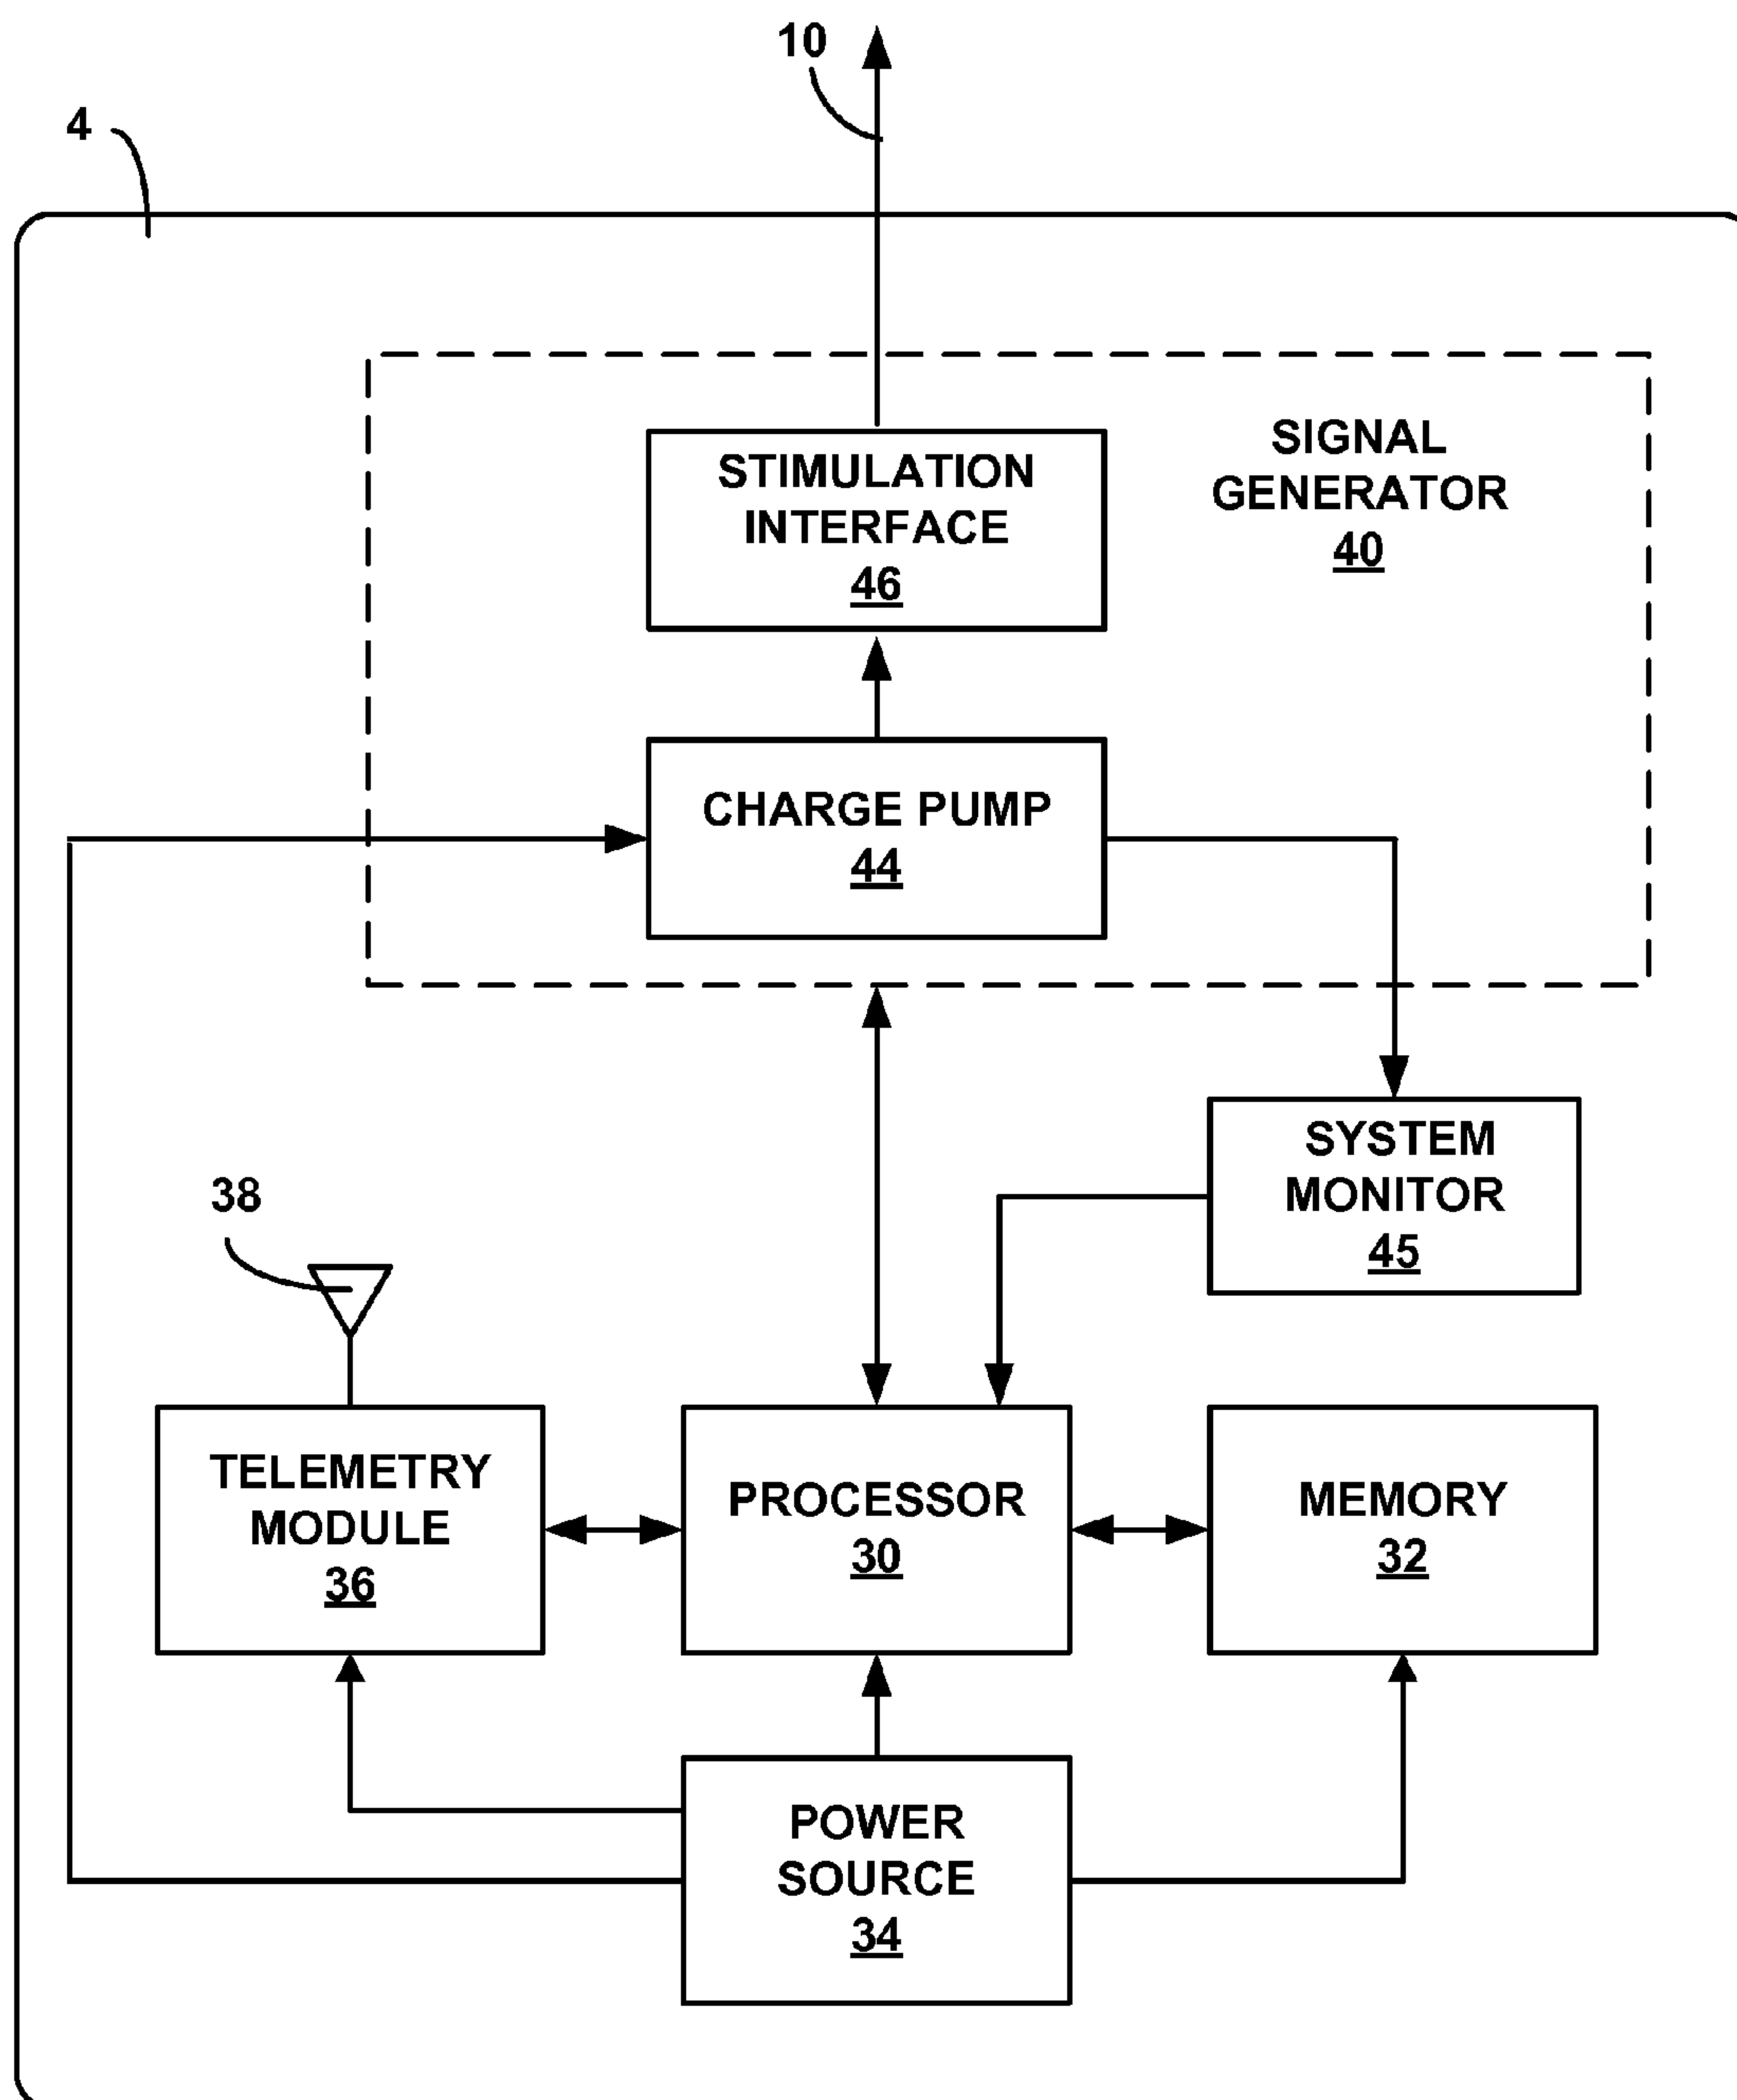 10
4
STIMULATION
INTERFACE
46
SIGNAL
GENERATOR
40
CHARGE PUMP
44
SYSTEM
MONITOR
45
38
TELEMETRY
MODULE
36
PROCESSOR
30
MEMORY
32
POWER
SOURCE
34